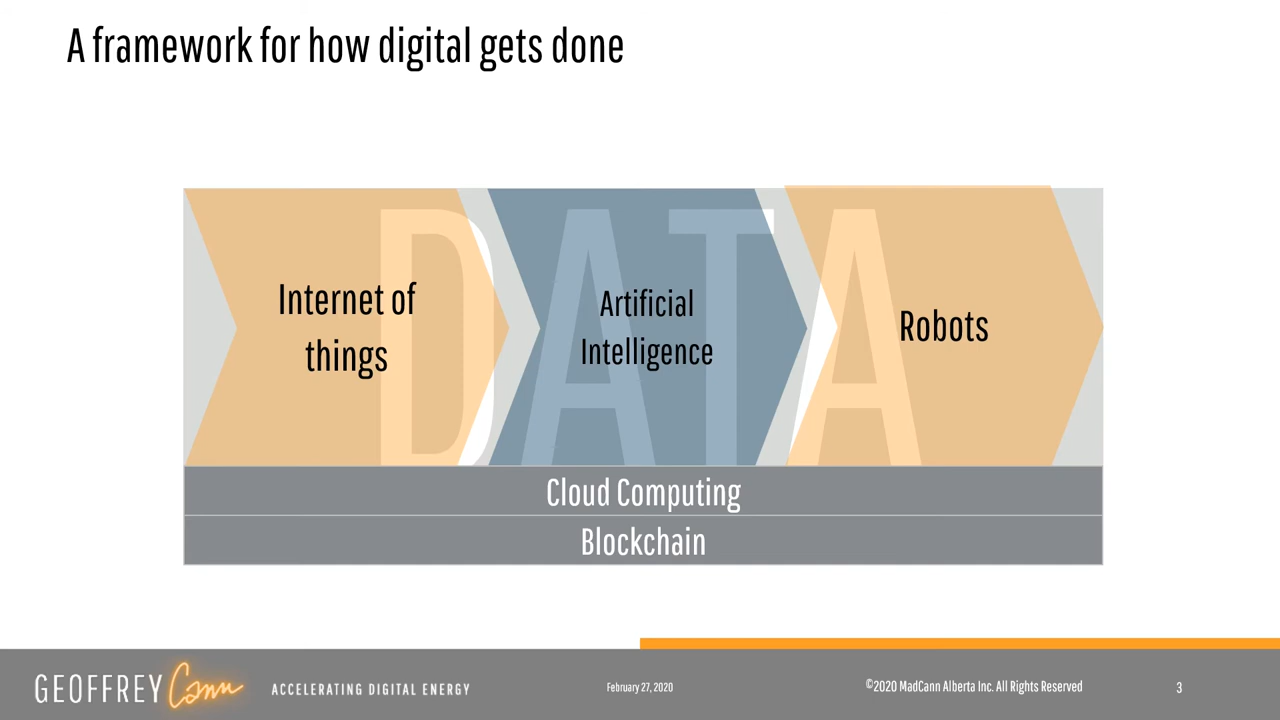 A framework for how digital gets done
DATA
Internet of
things
Artificial
Intelligence
Robots
Cloud Computing
Blockchain
GEOFFREY Cann ACCELERATING DIGITAL ENERGY
February 27, 2020
©2020 MadCann Alberta Inc. All Rights Reserved
3